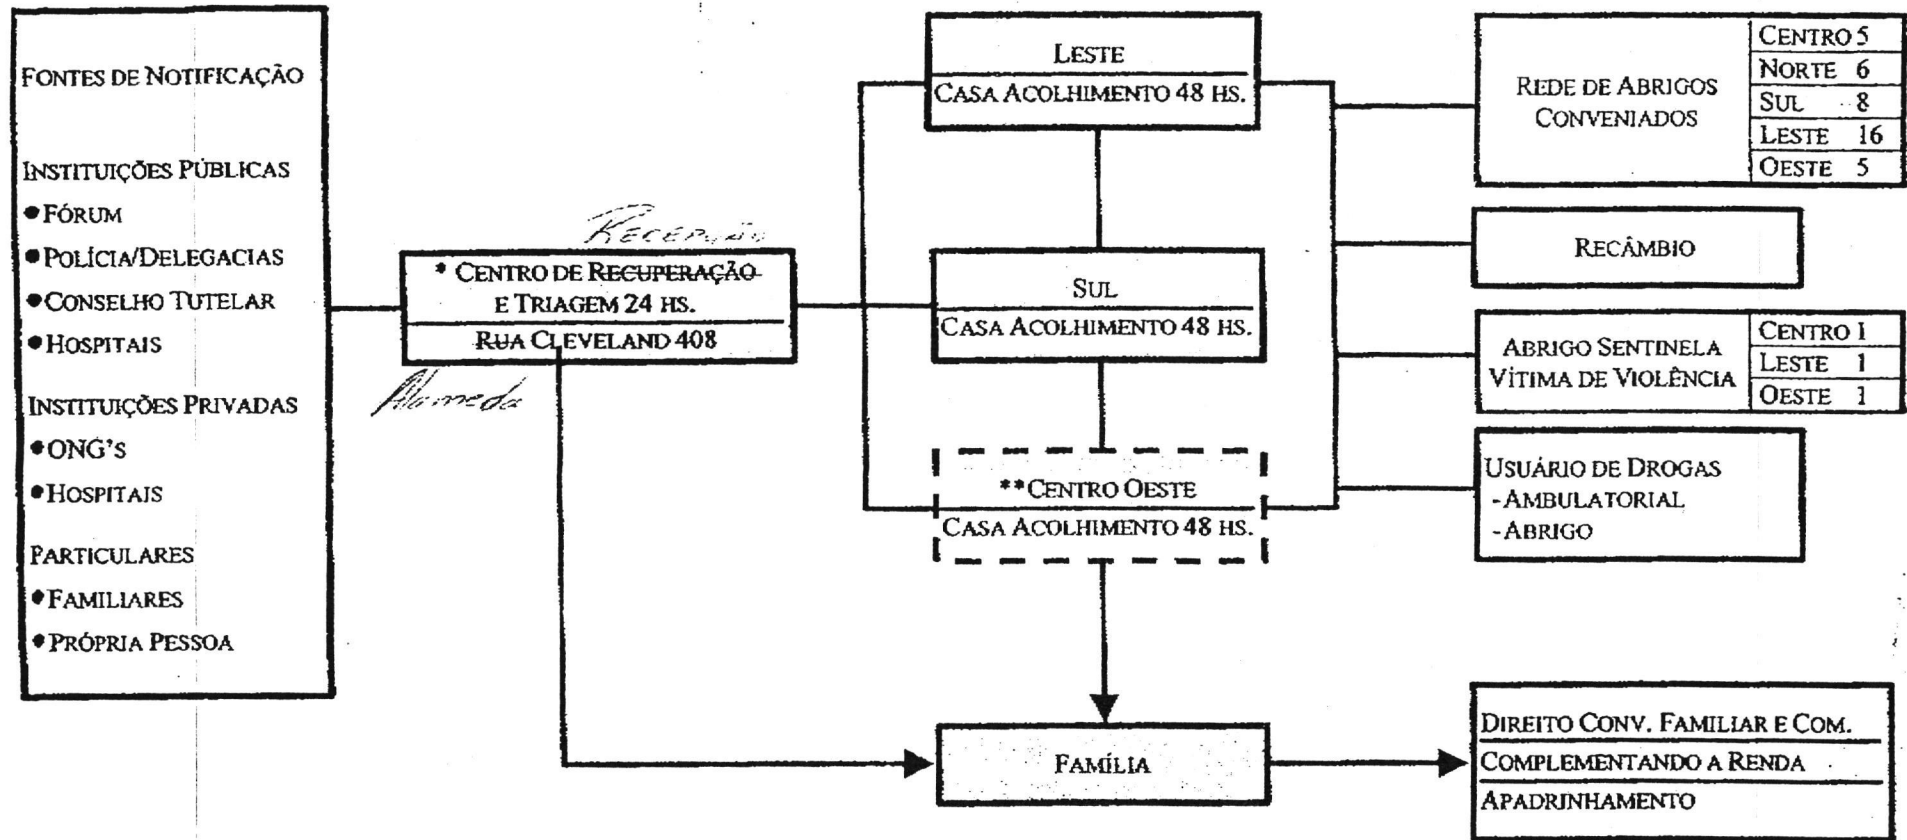 FONTES DE NOTIFICAÇÃO
INSTITUIÇÕES PÚBLICAS
●FÓRUM
●POLÍCIA/DELEGACIAS
●CONSELHO TUTELAR
●HOSPITAIS
INSTITUIÇÕES PRIVADAS
●ONG'S
●HOSPITAIS
PARTICULARES
●FAMILIARES
●PRÓPRIA PESSOA
RECEPÇÃO
* CENTRO DE RECUPERAÇÃO
E TRIAGEM 24 HS.
RUA CLEVELAND 408
Alameda
LESTE
CASA ACOLHIMENTO 48 HS.
SUL
CASA ACOLHIMENTO 48 HS.
**CENTRO OESTE
CASA ACOLHIMENTO 48 HS.
FAMÍLIA
REDE DE ABRIGOS
CONVENIADOS
CENTRO 5
NORTE 6
SUL 8
LESTE 16
OESTE 5
RECÂMBIO
ABRIGO SENTINELA
VÍTIMA DE VIOLÊNCIA
CENTRO 1
LESTE 1
OESTE 1
USUÁRIO DE DROGAS
-AMBULATORIAL
-ABRIGO
DIREITO CONV. FAMILIAR E COM.
COMPLEMENTANDO A RENDA
APADRINHAMENTO